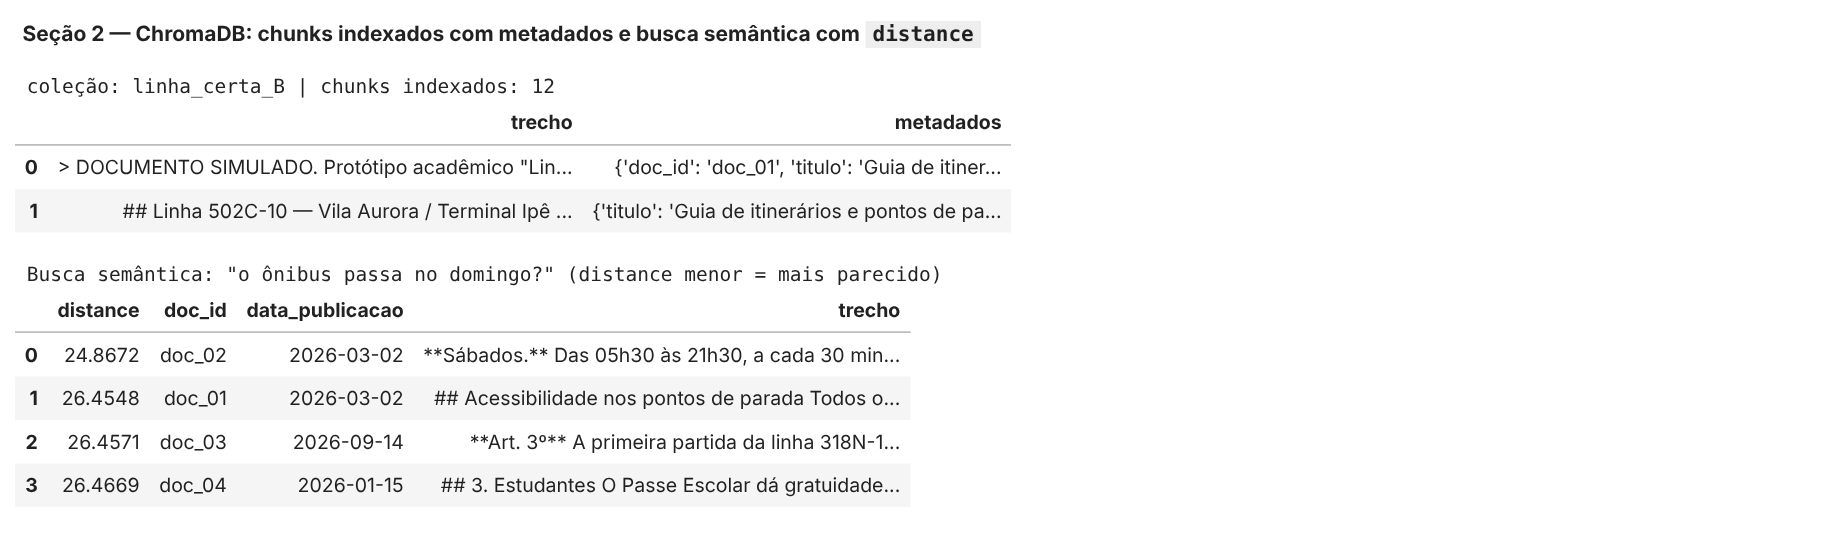 Seção 2 — ChromaDB: chunks indexados com metadados e busca semântica com distance
coleção: linha_certa_B | chunks indexados: 12
trecho metadados
0 > DOCUMENTO SIMULADO. Protótipo acadêmico "Lin... {'doc_id': 'doc_01', 'titulo': 'Guia de itiner...
1 ## Linha 502C-10 — Vila Aurora / Terminal Ipê ... {'titulo': 'Guia de itinerários e pontos de pa...
Busca semântica: "o ônibus passa no domingo?" (distance menor = mais parecido)
distance doc_id data_publicacao trecho
0 24.8672 doc_02 2026-03-02 **Sábados.** Das 05h30 às 21h30, a cada 30 min...
1 26.4548 doc_01 2026-03-02 ## Acessibilidade nos pontos de parada Todos o...
2 26.4571 doc_03 2026-09-14 **Art. 3º** A primeira partida da linha 318N-1...
3 26.4669 doc_04 2026-01-15 ## 3. Estudantes O Passe Escolar dá gratuidade...